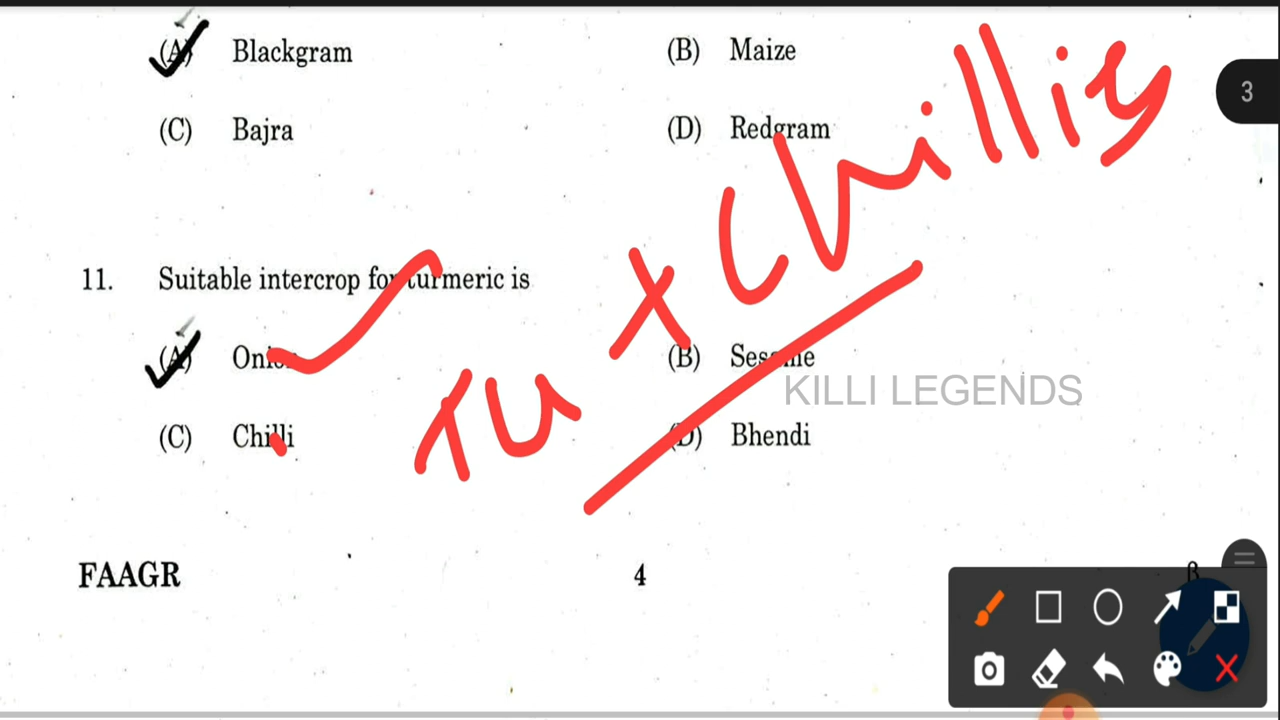 (A) Blackgram (B) Maize
(C) Bajra (D) Redgram
3
Tu + Chillis
11. Suitable intercrop for turmeric is
(A) Onion (B) Sesame
KILLI LEGENDS
(C) Chilli (D) Bhendi
FAAGR 4 B